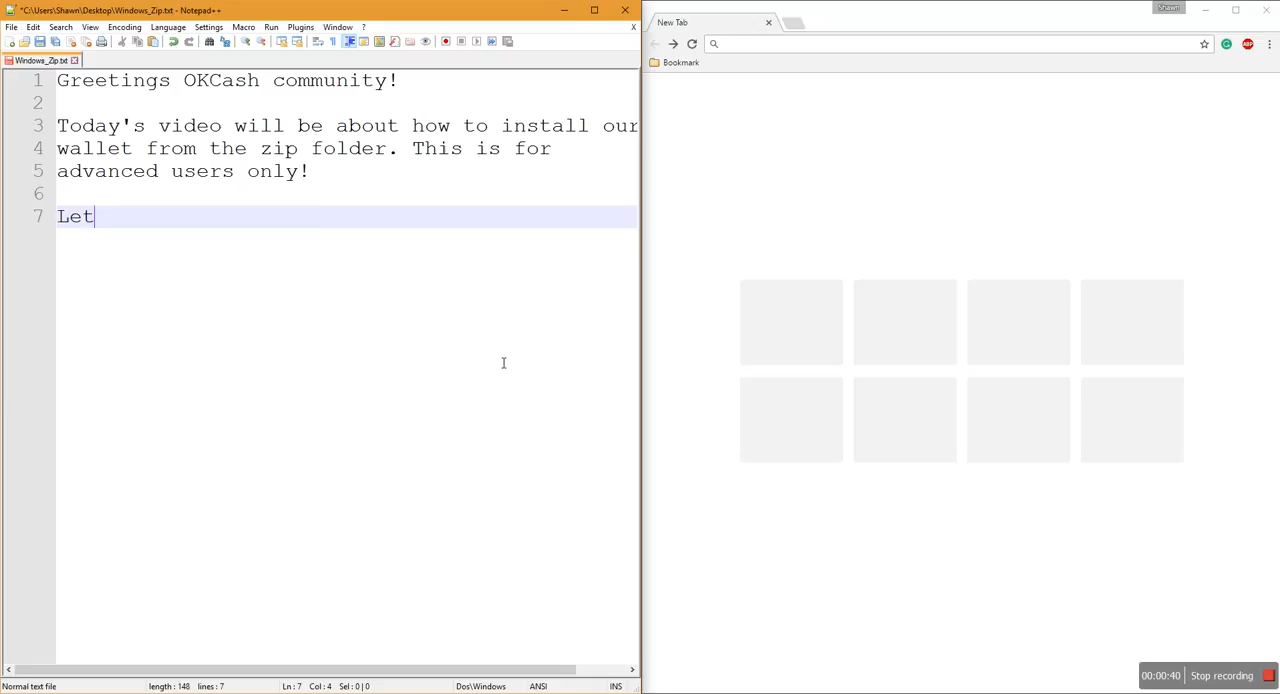 *C:\Users\Shawn\Desktop\Windows_Zip.txt - Notepad++
File Edit Search View Encoding Language Settings Macro Run Plugins Window ? X
Windows_Zip.txt
1 Greetings OKCash community!
2
3 Today's video will be about how to install our
4 wallet from the zip folder. This is for
5 advanced users only!
6
7 Let
Normal text file length : 148 lines : 7 Ln : 7 Col : 4 Sel : 0 | 0 Dos\Windows ANSI INS
Shawn
New Tab
ABP
Bookmark
00:00:40 Stop recording